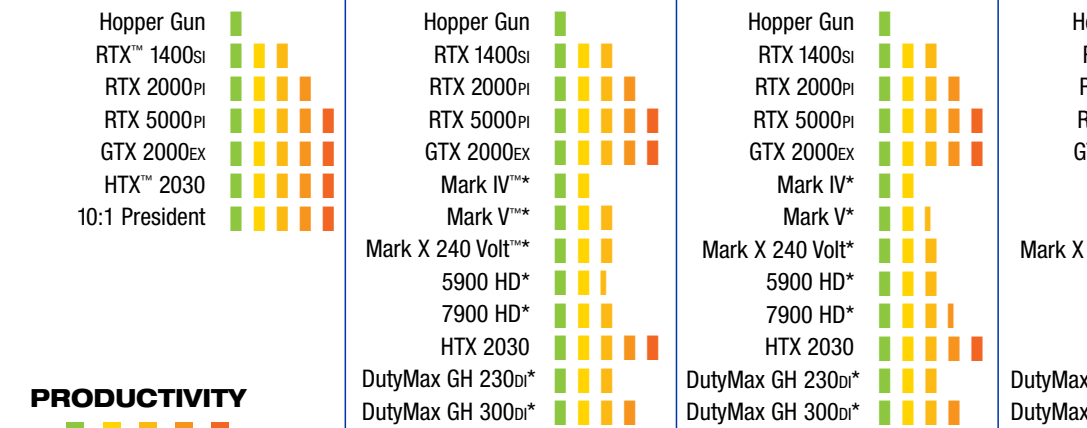 Hopper Gun
RTX™ 1400SI
RTX 2000PI
RTX 5000PI
GTX 2000EX
HTX™ 2030
10:1 President
PRODUCTIVITY
Hopper Gun
RTX 1400SI
RTX 2000PI
RTX 5000PI
GTX 2000EX
Mark IV™*
Mark V™*
Mark X 240 Volt™*
5900 HD*
7900 HD*
HTX 2030
DutyMax GH 230DI*
DutyMax GH 300DI*
Hopper Gun
RTX 1400SI
RTX 2000PI
RTX 5000PI
GTX 2000EX
Mark IV*
Mark V*
Mark X 240 Volt*
5900 HD*
7900 HD*
HTX 2030
DutyMax GH 230DI*
DutyMax GH 300DI*
Mark X
DutyMax
DutyMax